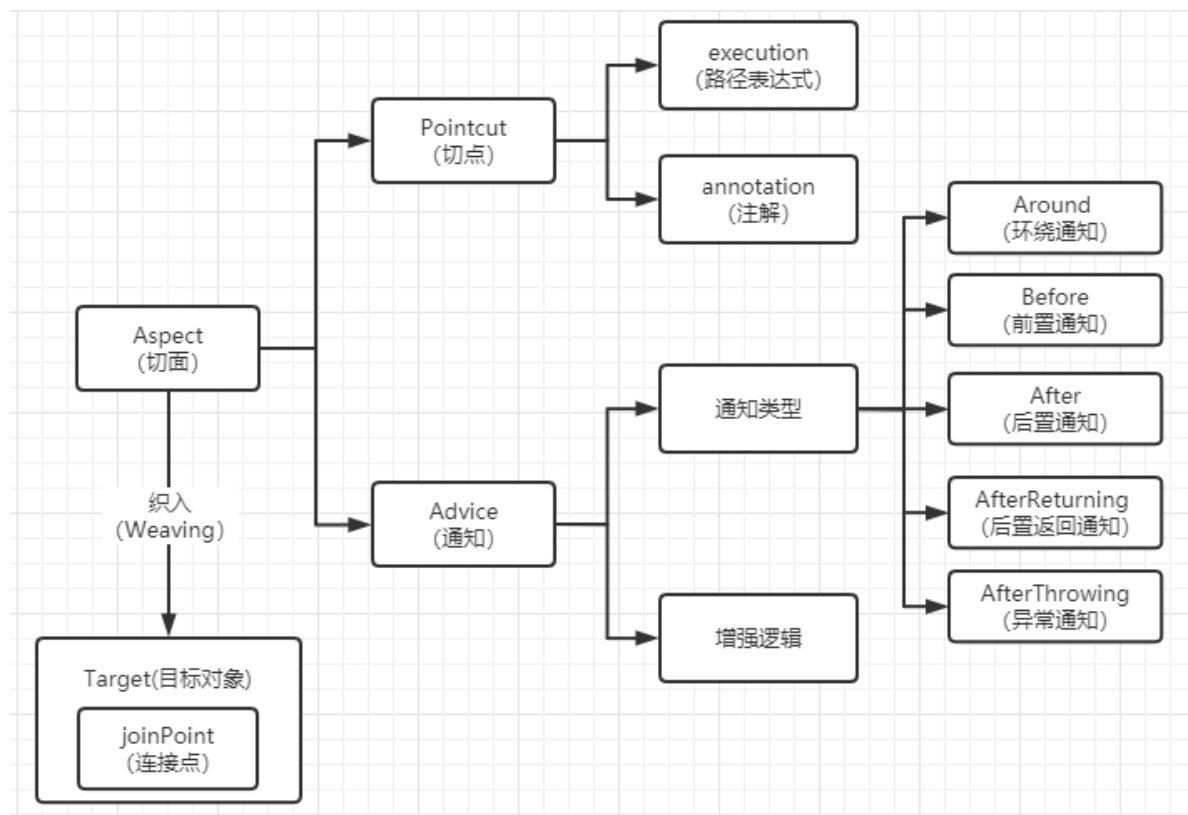 execution
（路径表达式）
Pointcut
(切点)
annotation
（注解）
Around
(环绕通知)
Before
(前置通知)
Aspect
(切面)
通知类型
After
(后置通知)
织入
（Weaving）
Advice
(通知)
AfterReturning
(后置返回通知)
AfterThrowing
(异常通知)
增强逻辑
Target(目标对象)
joinPoint
(连接点)